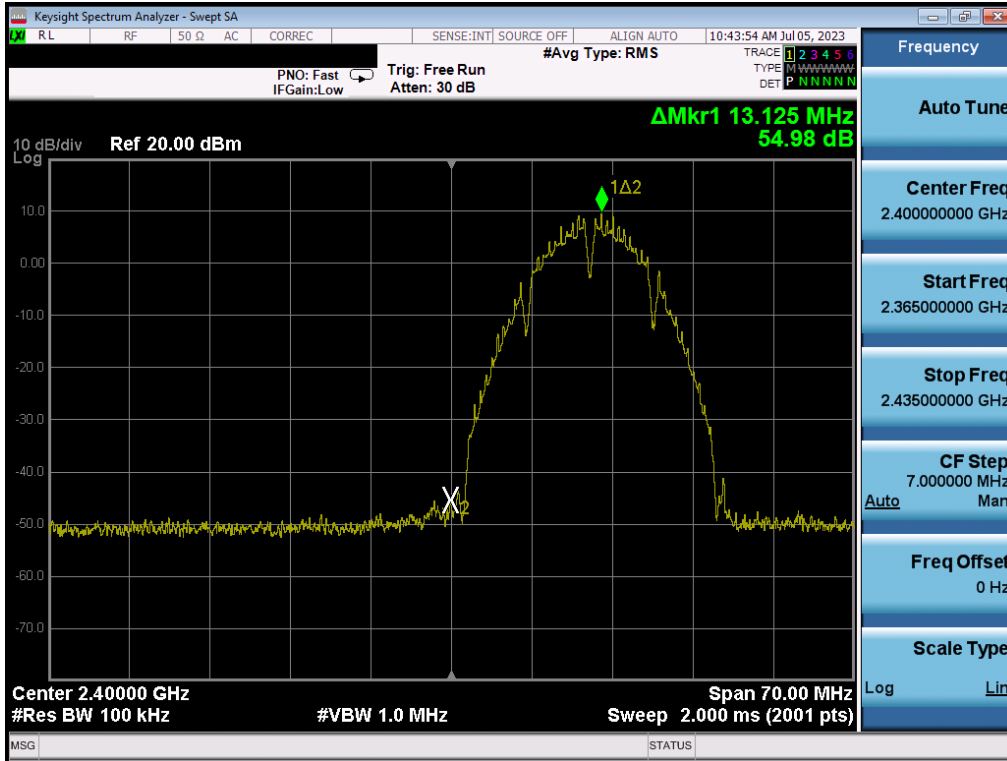 Keysight Spectrum Analyzer - Swept SA
LXI RL RF 50 Ω AC CORREC SENSE:INT SOURCE OFF ALIGN AUTO 10:43:54 AM Jul 05, 2023
#Avg Type: RMS TRACE 1 2 3 4 5 6
PNO: Fast Trig: Free Run TYPE M WWWWW
IFGain:Low Atten: 30 dB DET P N N N N N
ΔMkr1 13.125 MHz
54.98 dB
10 dB/div Ref 20.00 dBm
Log
1Δ2
10.0
0.00
-10.0
-20.0
-30.0
-40.0
X2
-50.0
-60.0
-70.0
Center 2.40000 GHz Span 70.00 MHz
#Res BW 100 kHz #VBW 1.0 MHz Sweep 2.000 ms (2001 pts)
MSG STATUS
Frequency
Auto Tune
Center Freq
2.400000000 GHz
Start Freq
2.365000000 GHz
Stop Freq
2.435000000 GHz
CF Step
7.000000 MHz
Auto Man
Freq Offset
0 Hz
Scale Type
Log Lin